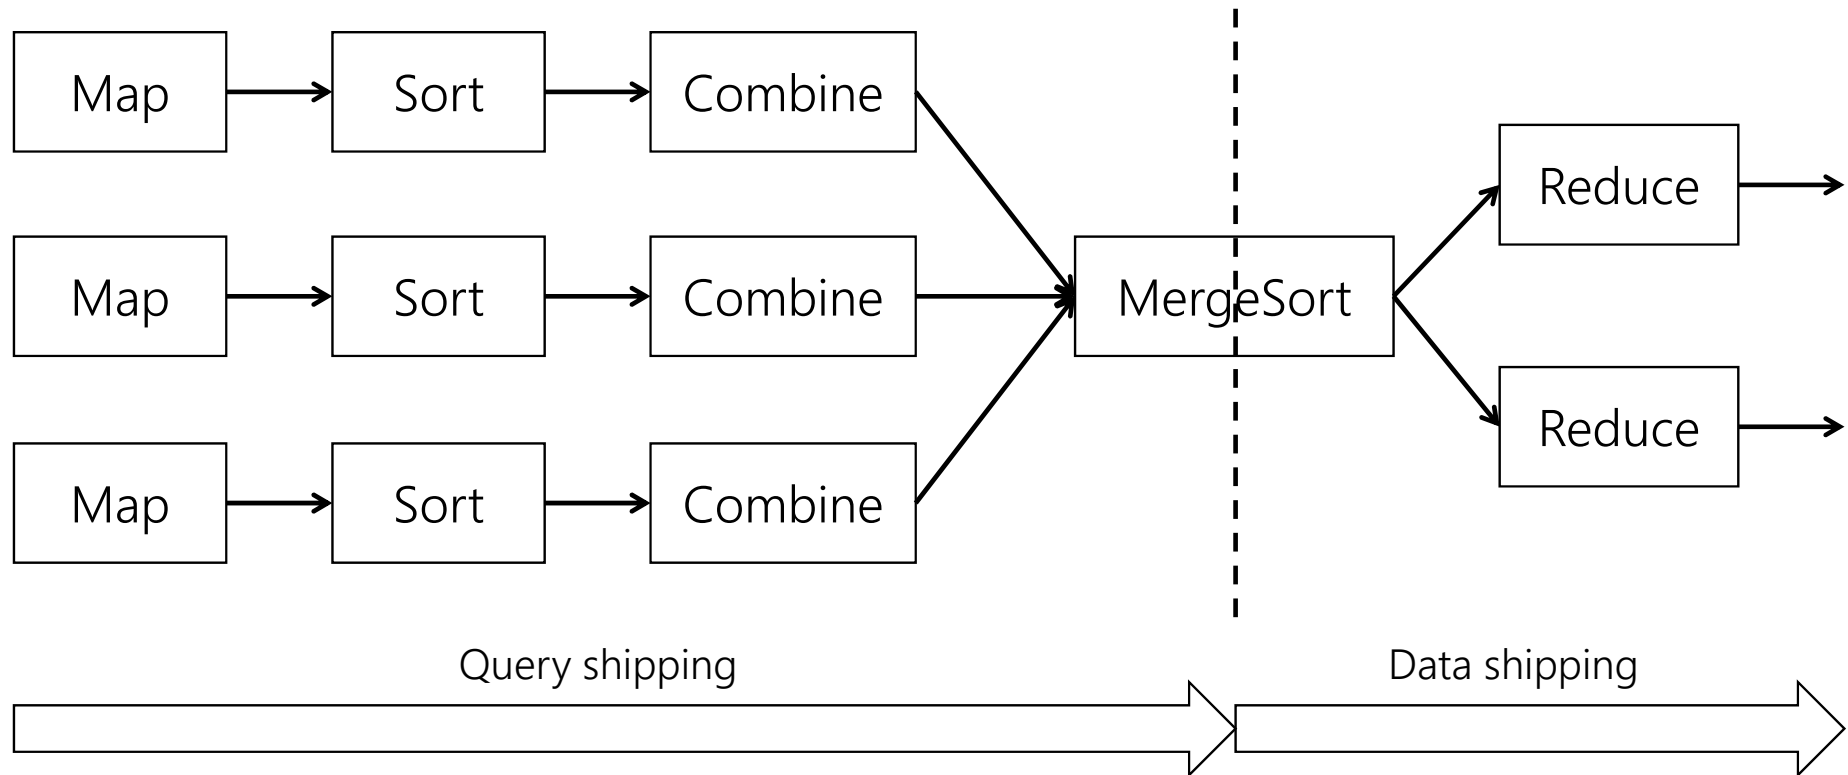 Map
Sort
Combine
Reduce
Map
Sort
Combine
MergeSort
Reduce
Map
Sort
Combine
Query shipping
Data shipping